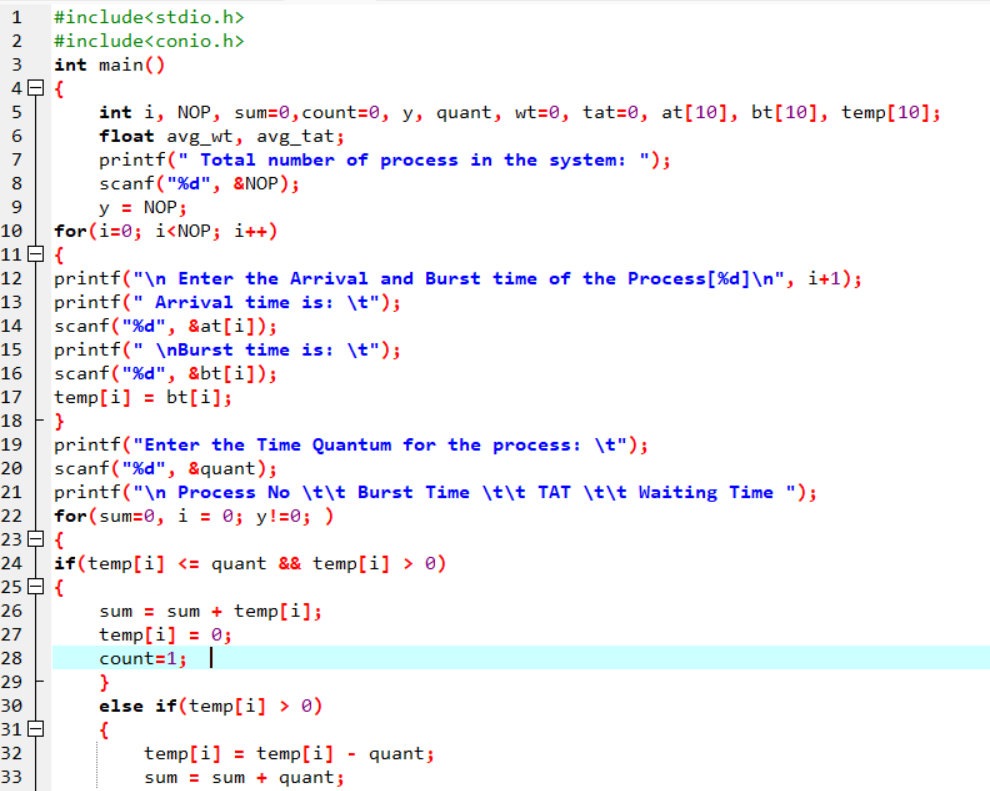 1 #include<stdio.h>
2 #include<conio.h>
3 int main()
4 {
5 int i, NOP, sum=0,count=0, y, quant, wt=0, tat=0, at[10], bt[10], temp[10];
6 float avg_wt, avg_tat;
7 printf(" Total number of process in the system: ");
8 scanf("%d", &NOP);
9 y = NOP;
10 for(i=0; i<NOP; i++)
11 {
12 printf("\n Enter the Arrival and Burst time of the Process[%d]\n", i+1);
13 printf(" Arrival time is: \t");
14 scanf("%d", &at[i]);
15 printf(" \nBurst time is: \t");
16 scanf("%d", &bt[i]);
17 temp[i] = bt[i];
18 }
19 printf("Enter the Time Quantum for the process: \t");
20 scanf("%d", &quant);
21 printf("\n Process No \t\t Burst Time \t\t TAT \t\t Waiting Time ");
22 for(sum=0, i = 0; y!=0; )
23 {
24 if(temp[i] <= quant && temp[i] > 0)
25 {
26 sum = sum + temp[i];
27 temp[i] = 0;
28 count=1;
29 }
30 else if(temp[i] > 0)
31 {
32 temp[i] = temp[i] - quant;
33 sum = sum + quant;